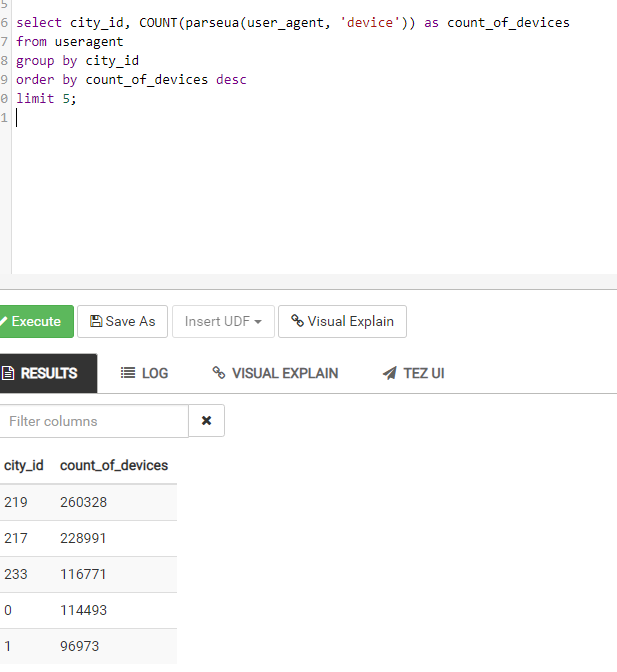 5
6 select city_id, COUNT(parseua(user_agent, 'device')) as count_of_devices
7 from useragent
8 group by city_id
9 order by count_of_devices desc
0 limit 5;
1
Execute Save As Insert UDF Visual Explain
RESULTS LOG VISUAL EXPLAIN TEZ UI
Filter columns
city_id count_of_devices
219 260328
217 228991
233 116771
0 114493
1 96973